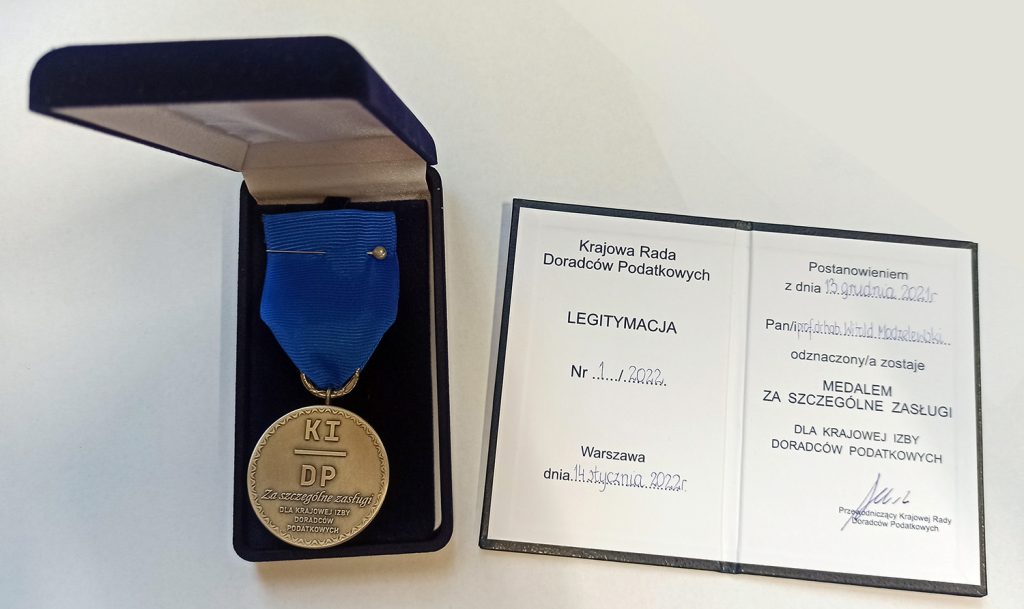 KI
DP
Za szczególne zasługi
DLA KRAJOWEJ IZBY
DORADCÓW
PODATKOWYCH
Krajowa Rada
Doradców Podatkowych
LEGITYMACJA
Nr 1 / 2022
Warszawa
dnia 14 stycznia 2022r
Postanowieniem
z dnia 13 grudnia 2021r
Pan/i prof. dr hab. Witold Modzelewski
odznaczony/a zostaje
MEDALEM
ZA SZCZEGÓLNE ZASŁUGI
DLA KRAJOWEJ IZBY
DORADCÓW PODATKOWYCH
Przewodniczący Krajowej Rady
Doradców Podatkowych